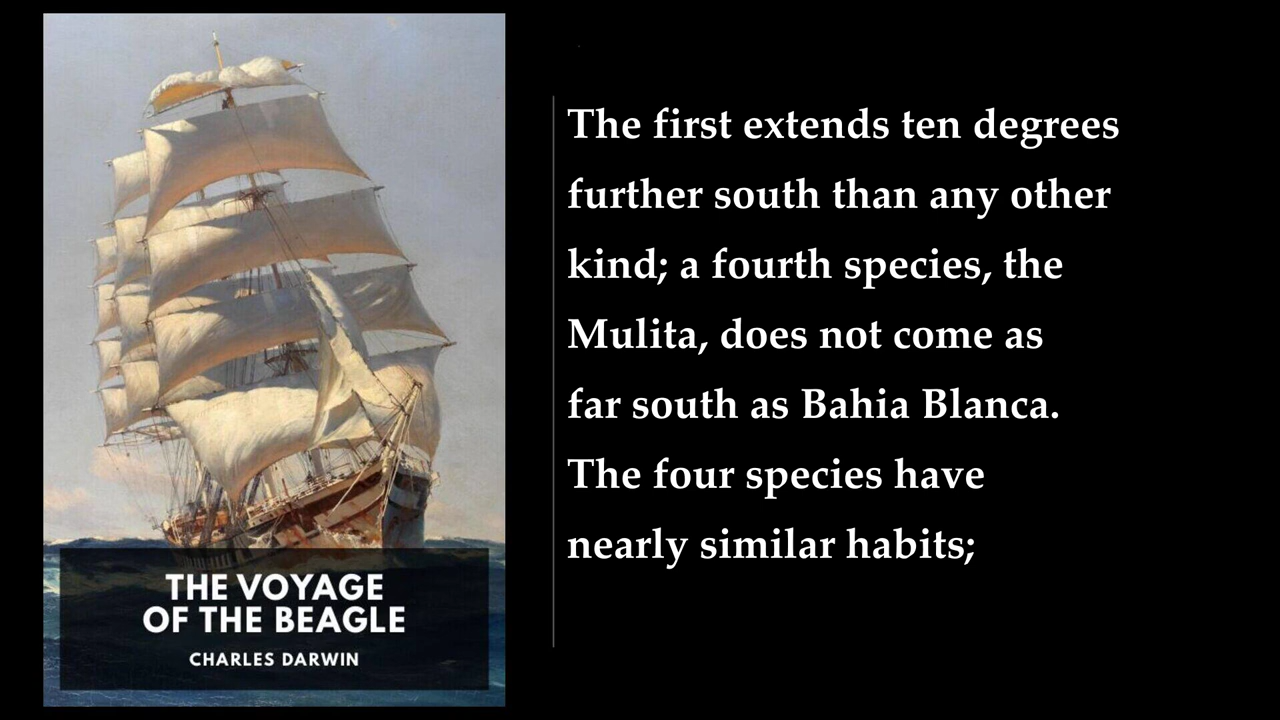 THE VOYAGE
OF THE BEAGLE
CHARLES DARWIN
The first extends ten degrees
further south than any other
kind; a fourth species, the
Mulita, does not come as
far south as Bahia Blanca.
The four species have
nearly similar habits;